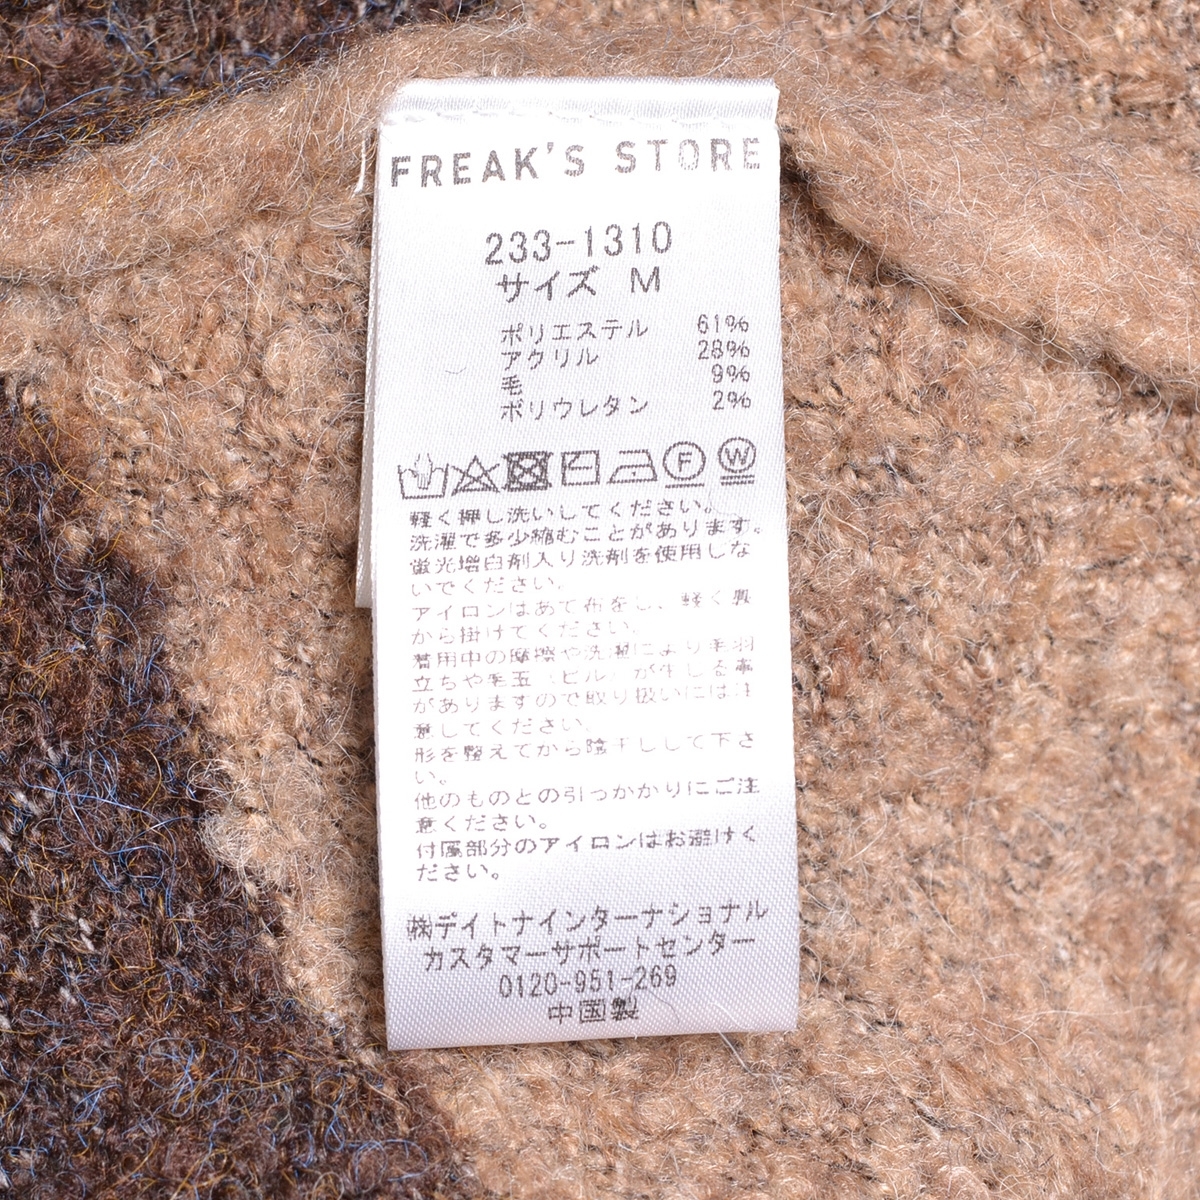 FREAK'S STORE
233-1310
サイズ M
ポリエステル 61%
アクリル 28%
毛 9%
ポリウレタン 2%
F W
軽く押し洗いしてください。
洗濯で多少縮むことがあります。
蛍光増白剤入り洗剤を使用しな
いでください。
アイロンはあて布をし、軽く裏
から掛けてください。
着用中の摩擦や洗濯により毛羽
立ちや毛玉（ピル）が生じる事
がありますので取り扱いには注
意してください。
形を整えてから陰干しして下さ
い。
他のものとの引っかかりにご注
意ください。
付属部分のアイロンはお避けく
ださい。
㈱デイトナインターナショナル
カスタマーサポートセンター
0120-951-269
中国製